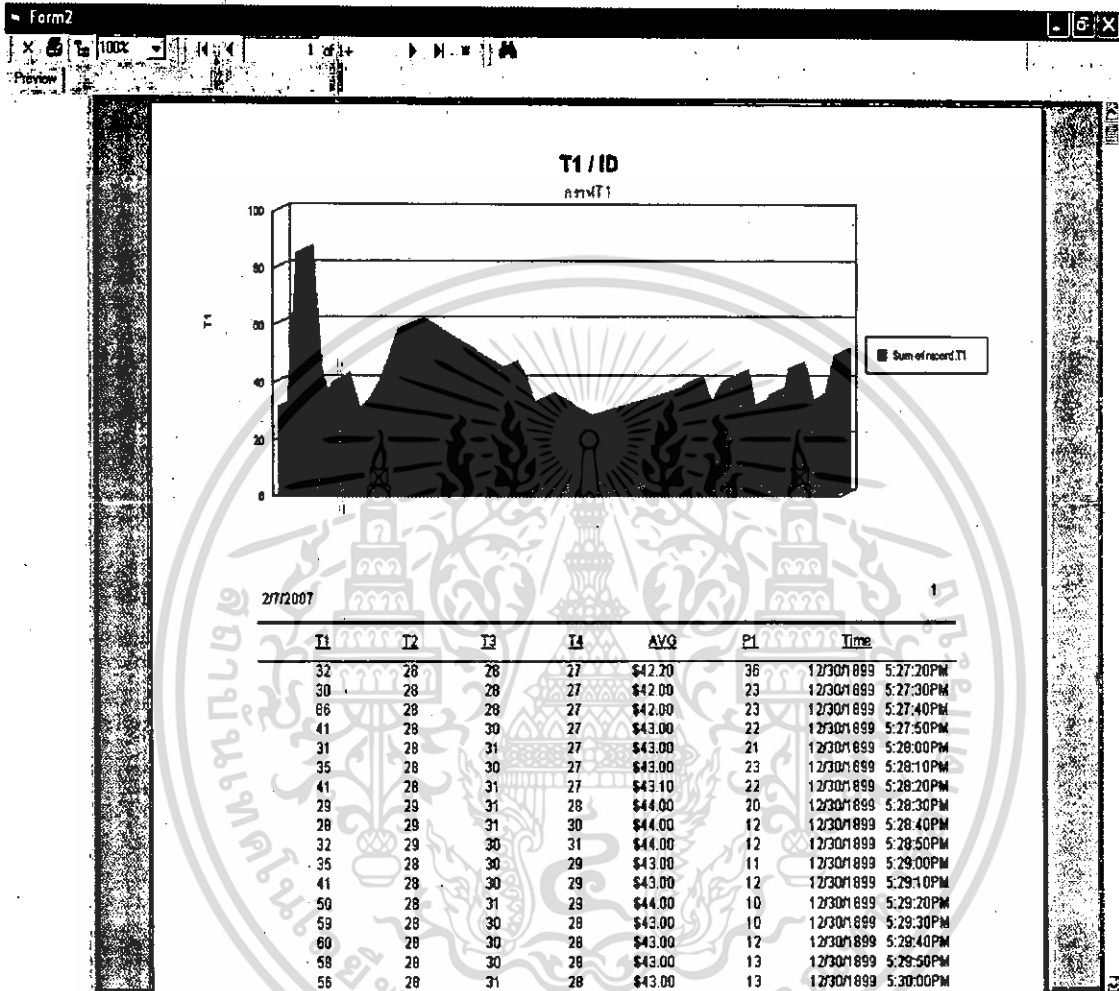 Form2
100%
1 of 1+
Preview
T1 / ID
กราฟT1
100
80
60
40
20
0
T1
Sum of record.T1
2/7/2007
1
T1 T2 T3 T4 AVG P1 Time
32 28 28 27 $42.20 36 12/30/1899 5:27:20PM
30 28 28 27 $42.00 23 12/30/1899 5:27:30PM
86 28 28 27 $42.00 23 12/30/1899 5:27:40PM
41 28 30 27 $43.00 22 12/30/1899 5:27:50PM
31 28 31 27 $43.00 21 12/30/1899 5:28:00PM
35 28 30 27 $43.00 23 12/30/1899 5:28:10PM
41 28 31 27 $43.10 22 12/30/1899 5:28:20PM
29 29 31 28 $44.00 20 12/30/1899 5:28:30PM
28 29 31 30 $44.00 12 12/30/1899 5:28:40PM
32 29 30 31 $44.00 12 12/30/1899 5:28:50PM
35 28 30 29 $43.00 11 12/30/1899 5:29:00PM
41 28 30 29 $43.00 12 12/30/1899 5:29:10PM
50 28 31 29 $44.00 10 12/30/1899 5:29:20PM
59 28 30 28 $43.00 10 12/30/1899 5:29:30PM
60 28 30 28 $43.00 12 12/30/1899 5:29:40PM
58 28 30 28 $43.00 13 12/30/1899 5:29:50PM
56 28 31 28 $43.00 13 12/30/1899 5:30:00PM